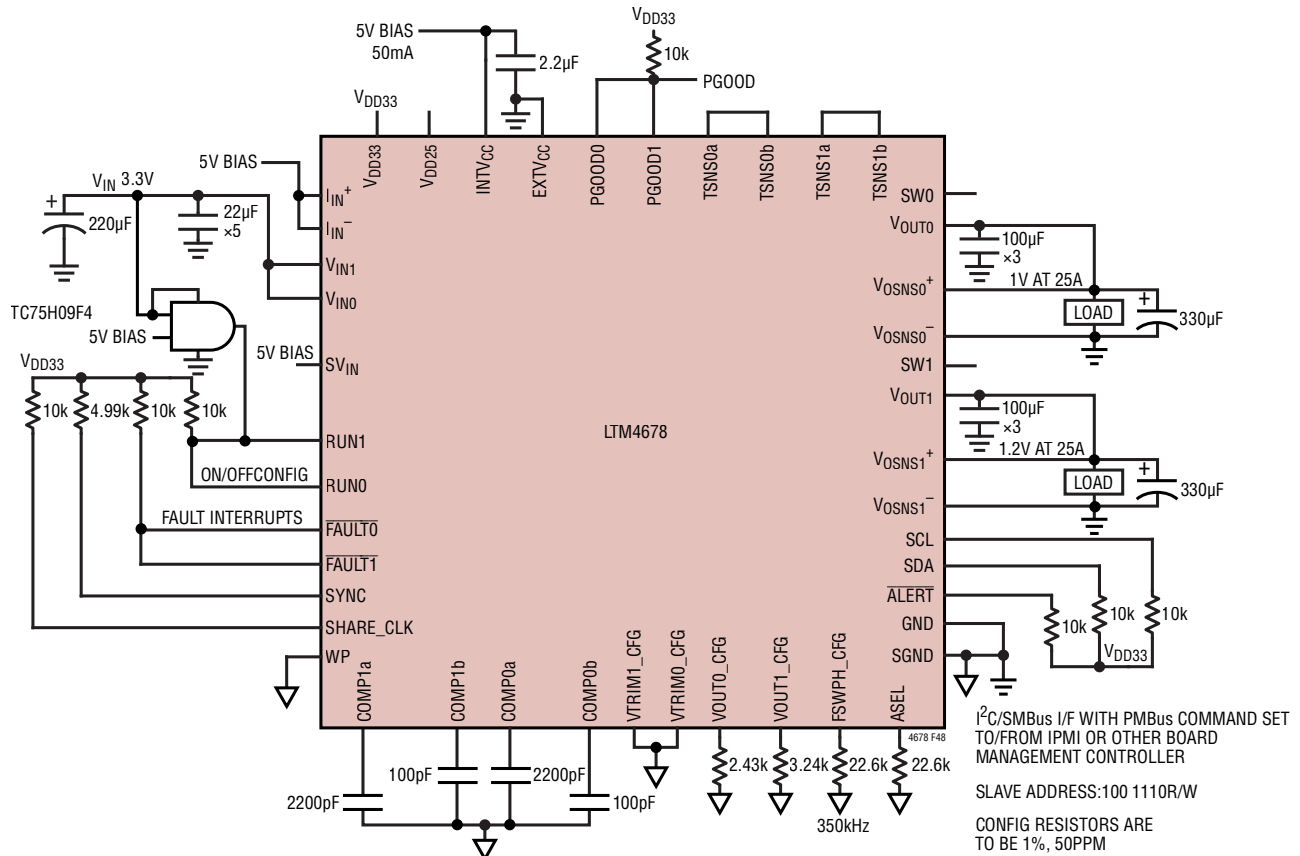 5V BIAS
50mA
2.2µF
VDD33
10k
PGOOD
VDD33
5V BIAS
VIN 3.3V
+
220µF
22µF
×5
TC75H09F4
5V BIAS
5V BIAS
VDD33
10k
4.99k
10k
10k
ON/OFFCONFIG
FAULT INTERRUPTS
VDD33
VDD25
INTVCC
EXTVCC
PGOOD0
PGOOD1
TSNS0a
TSNS0b
TSNS1a
TSNS1b
IIN+
IIN−
VIN1
VIN0
SVIN
RUN1
RUN0
FAULT0
FAULT1
SYNC
SHARE_CLK
WP
LTM4678
SW0
VOUT0
VOSNS0+
VOSNS0−
SW1
VOUT1
VOSNS1+
VOSNS1−
SCL
SDA
ALERT
GND
SGND
COMP1a
COMP1b
COMP0a
COMP0b
VTRIM1_CFG
VTRIM0_CFG
VOUT0_CFG
VOUT1_CFG
FSWPH_CFG
ASEL
4678 F48
100µF
×3
1V AT 25A
LOAD
+
330µF
100µF
×3
1.2V AT 25A
LOAD
+
330µF
10k
10k
10k
VDD33
2200pF
100pF
2200pF
100pF
2.43k
3.24k
22.6k
22.6k
350kHz
I2C/SMBus I/F WITH PMBus COMMAND SET
TO/FROM IPMI OR OTHER BOARD
MANAGEMENT CONTROLLER
SLAVE ADDRESS:100 1110R/W
CONFIG RESISTORS ARE
TO BE 1%, 50PPM